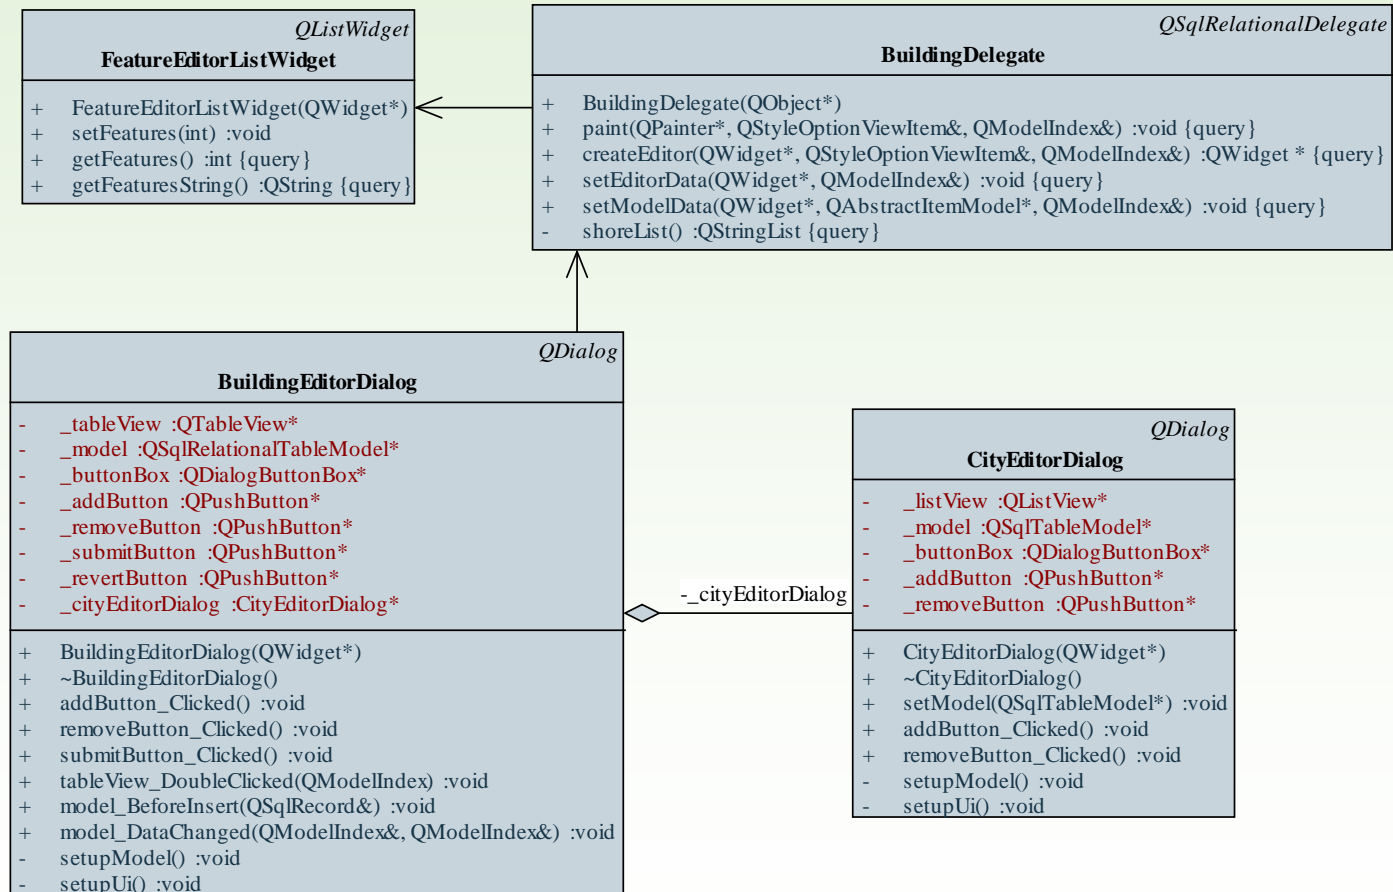 QListWidget
FeatureEditorListWidget
+ FeatureEditorListWidget(QWidget*)
+ setFeatures(int) :void
+ getFeatures() :int {query}
+ getFeaturesString() :QString {query}
QSqlRelationalDelegate
BuildingDelegate
+ BuildingDelegate(QObject*)
+ paint(QPainter*, QStyleOptionViewItem&, QModelIndex&) :void {query}
+ createEditor(QWidget*, QStyleOptionViewItem&, QModelIndex&) :QWidget * {query}
+ setEditorData(QWidget*, QModelIndex&) :void {query}
+ setModelData(QWidget*, QAbstractItemModel*, QModelIndex&) :void {query}
- shoreList() :QStringList {query}
QDialog
BuildingEditorDialog
- _tableView :QTableView*
- _model :QSqlRelationalTableModel*
- _buttonBox :QDialogButtonBox*
- _addButton :QPushButton*
- _removeButton :QPushButton*
- _submitButton :QPushButton*
- _revertButton :QPushButton*
- _cityEditorDialog :CityEditorDialog*
+ BuildingEditorDialog(QWidget*)
+ ~BuildingEditorDialog()
+ addButton_Clicked() :void
+ removeButton_Clicked() :void
+ submitButton_Clicked() :void
+ tableView_DoubleClicked(QModelIndex) :void
+ model_BeforeInsert(QSqlRecord&) :void
+ model_DataChanged(QModelIndex&, QModelIndex&) :void
- setupModel() :void
- setupUi() :void
-_cityEditorDialog
QDialog
CityEditorDialog
- _listView :QListView*
- _model :QSqlTableModel*
- _buttonBox :QDialogButtonBox*
- _addButton :QPushButton*
- _removeButton :QPushButton*
+ CityEditorDialog(QWidget*)
+ ~CityEditorDialog()
+ setModel(QSqlTableModel*) :void
+ addButton_Clicked() :void
+ removeButton_Clicked() :void
- setupModel() :void
- setupUi() :void